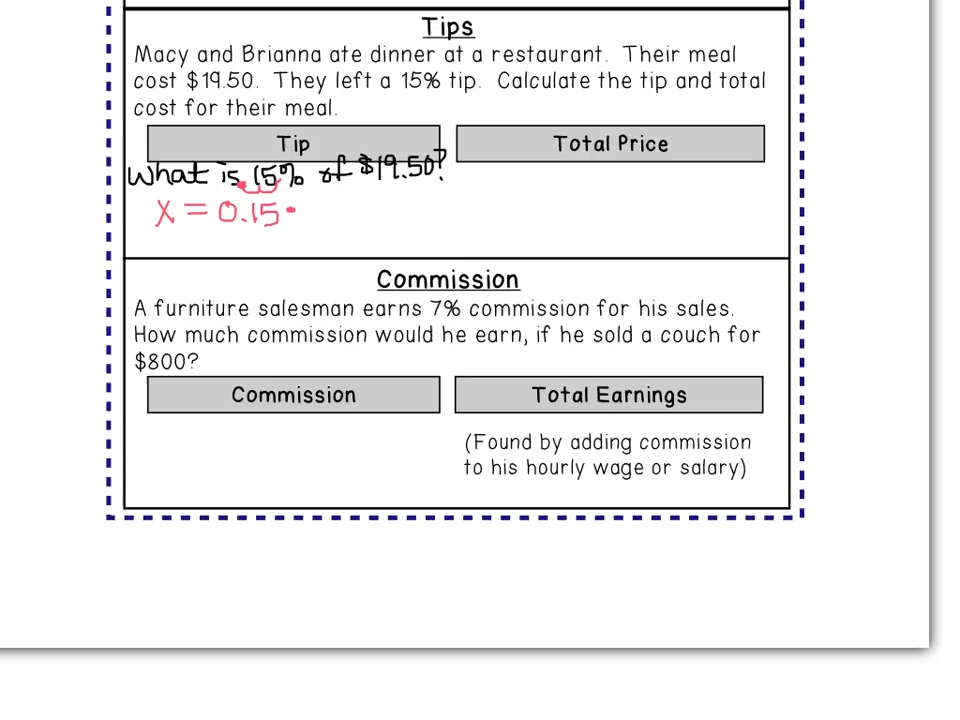 Tips
Macy and Brianna ate dinner at a restaurant. Their meal
cost $19.50. They left a 15% tip. Calculate the tip and total
cost for their meal.
Tip
Total Price
What is 15% of $19.50?
X = 0.15 •
Commission
A furniture salesman earns 7% commission for his sales.
How much commission would he earn, if he sold a couch for
$800?
Commission
Total Earnings
(Found by adding commission
to his hourly wage or salary)